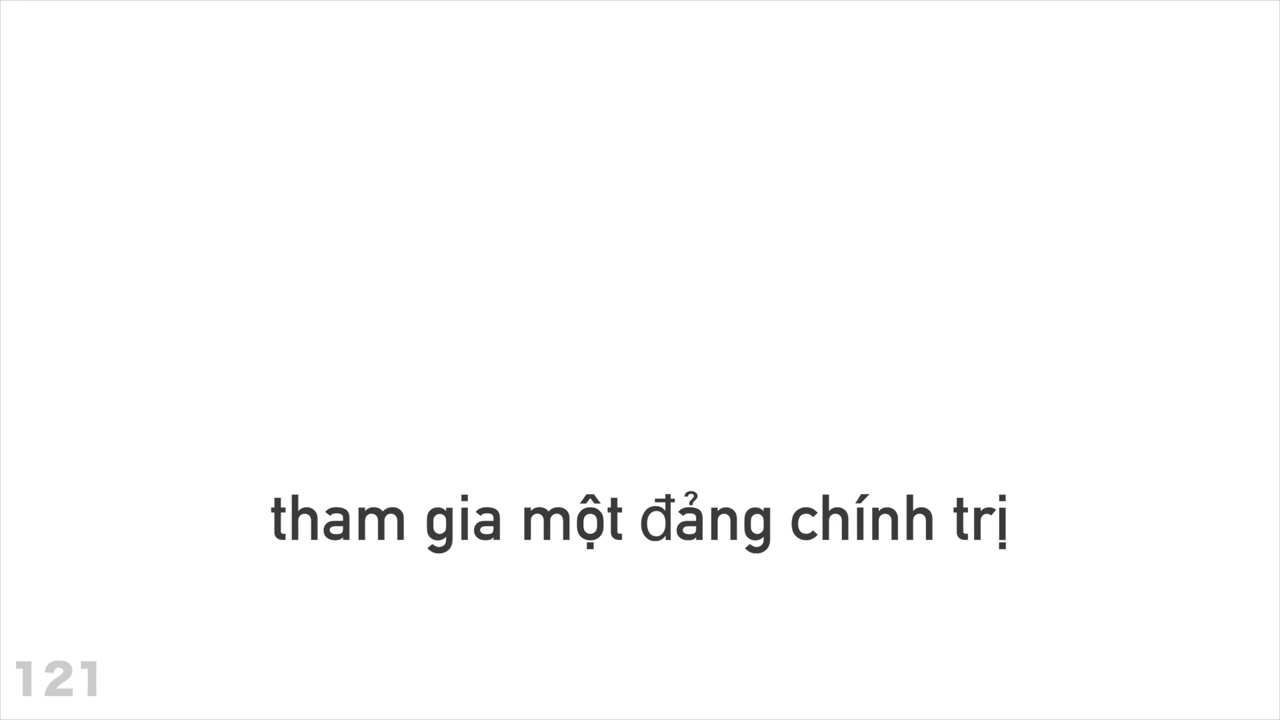 tham gia một đảng chính trị
121